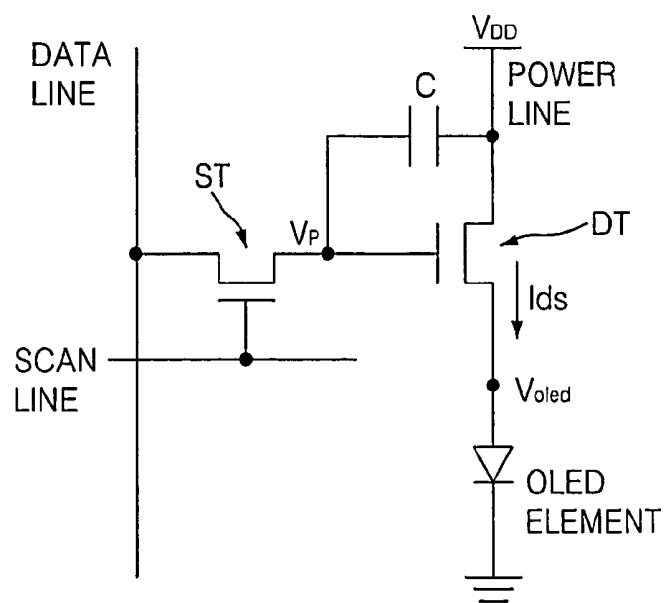 DATA
LINE
VDD
POWER
LINE
C
ST
VP
DT
Ids
SCAN
LINE
Voled
OLED
ELEMENT